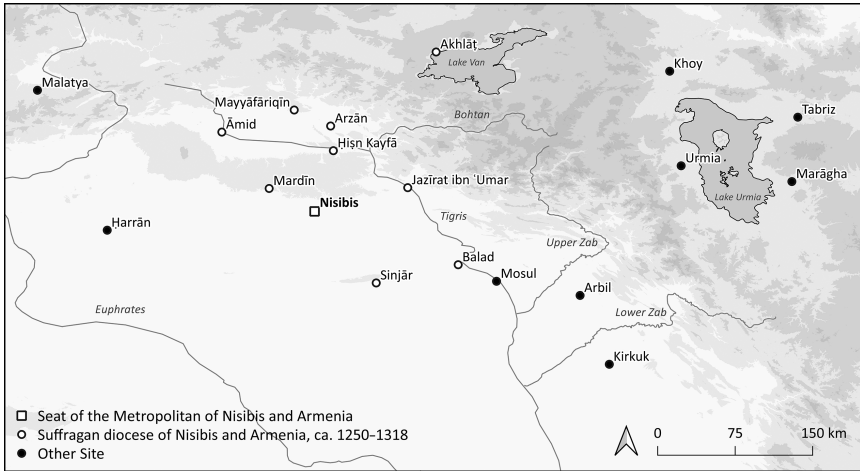 Akhlāṭ
Lake Van
Khoy
Malatya
Mayyāfāriqīn
Arzān
Bohtan
Tabriz
Āmid
Ḥiṣn Kayfā
Urmia
Marāgha
Mardīn
Jazīrat ibn ʿUmar
Lake Urmia
Nisibis
Tigris
Ḥarrān
Upper Zab
Balad
Sinjār
Mosul
Arbil
Euphrates
Lower Zab
Kirkuk
Seat of the Metropolitan of Nisibis and Armenia
Suffragan diocese of Nisibis and Armenia, ca. 1250–1318
Other Site
0 75 150 km